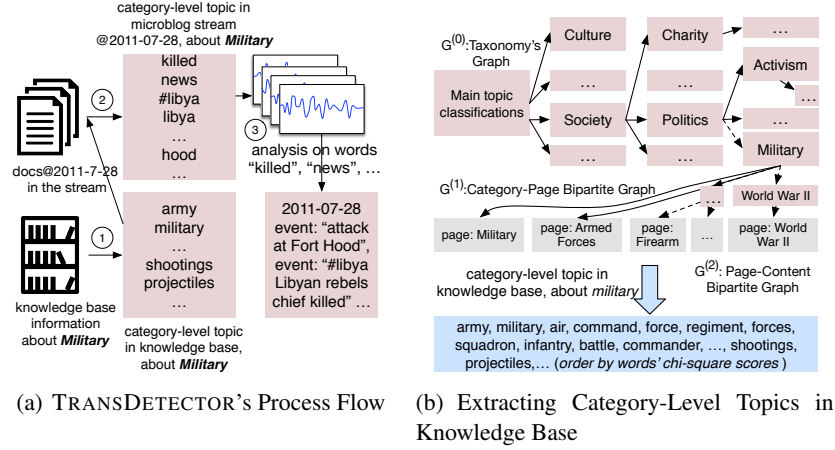 category-level topic in
microblog stream
@2011-07-28, about Military
killed
news
#libya
libya
…
hood
…
2
docs@2011-7-28
in the stream
3
analysis on words
“killed”, “news”, …
1
knowledge base
information
about Military
army
military
…
shootings
projectiles
…
category-level topic
in knowledge base,
about Military
2011-07-28
event: “attack
at Fort Hood”,
event: “#libya
Libyan rebels
chief killed” …
(a) TRANSDETECTOR’s Process Flow
G(0):Taxonomy’s
Graph
Main topic
classifications
Culture
…
Society
…
Charity
…
Politics
…
Activism
…
…
Military
G(1):Category-Page Bipartite Graph
…
World War II
page: Military
page: Armed
Forces
page:
Firearm
…
page: World
War II
G(2): Page-Content
Bipartite Graph
category-level topic in
knowledge base, about military
army, military, air, command, force, regiment, forces,
squadron, infantry, battle, commander, …, shootings,
projectiles,… (order by words’ chi-square scores )
(b) Extracting Category-Level Topics in
Knowledge Base